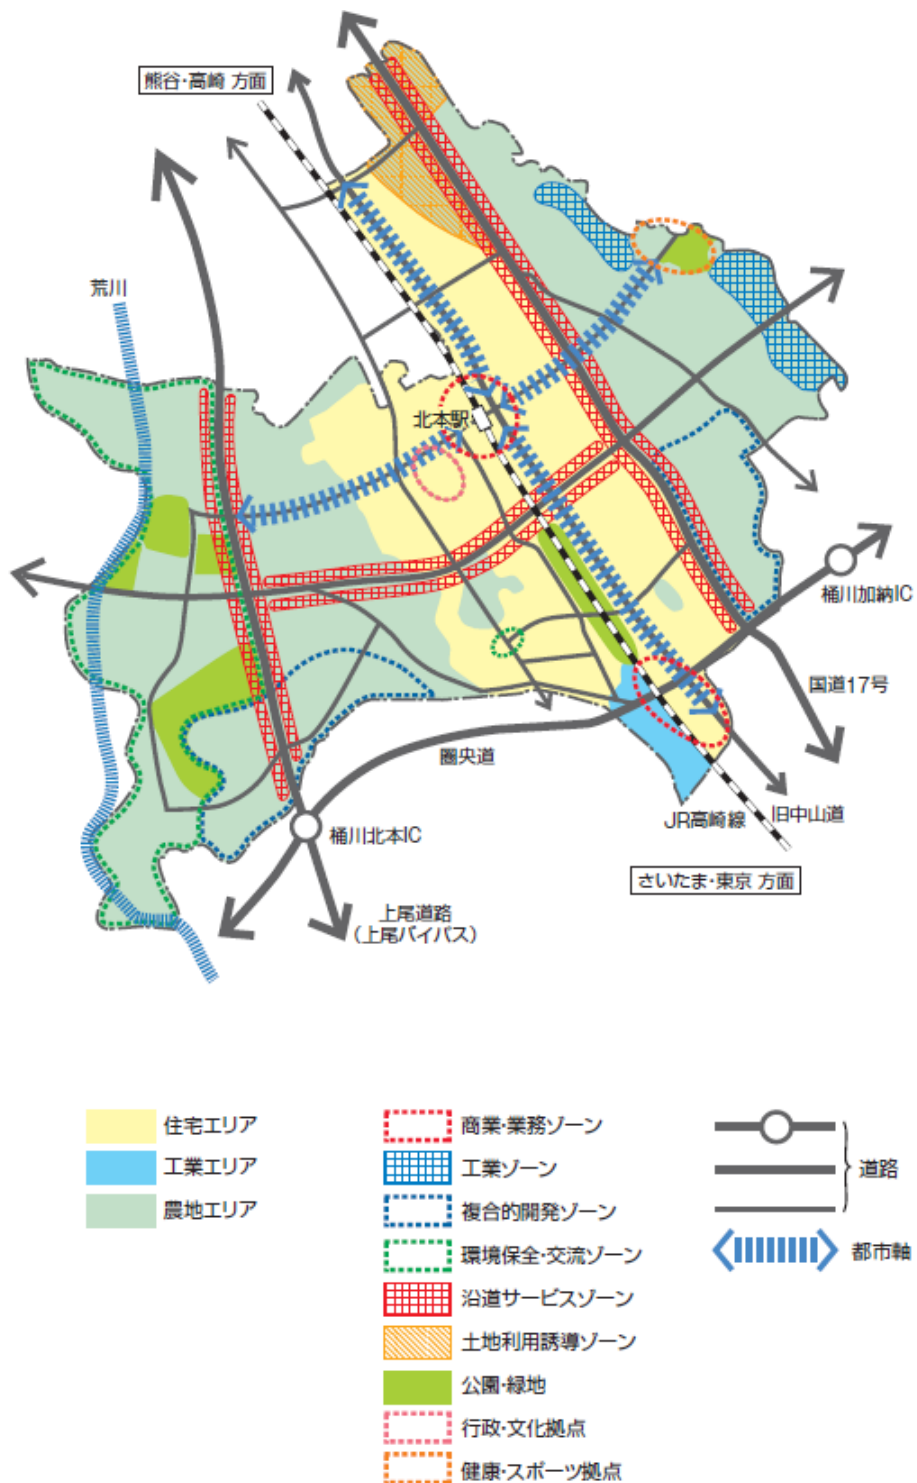 熊谷・高崎 方面
荒川
北本駅
桶川加納IC
国道17号
圏央道
旧中山道
JR高崎線
桶川北本IC
さいたま・東京 方面
上尾道路
(上尾バイパス)
住宅エリア
工業エリア
農地エリア
商業・業務ゾーン
工業ゾーン
複合的開発ゾーン
環境保全・交流ゾーン
沿道サービスゾーン
土地利用誘導ゾーン
公園・緑地
行政・文化拠点
健康・スポーツ拠点
道路
都市軸